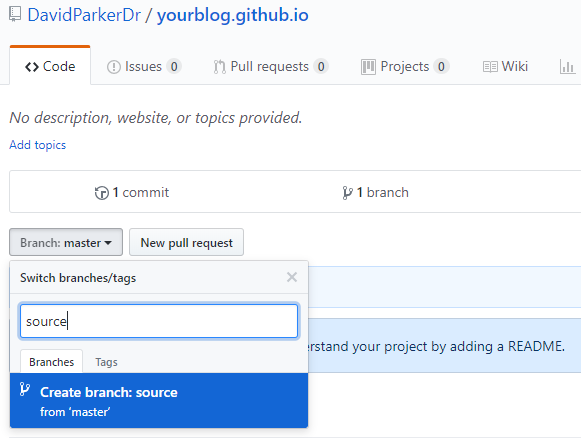 DavidParkerDr / yourblog.github.io
Code Issues 0 Pull requests 0 Projects 0 Wiki
No description, website, or topics provided.
Add topics
1 commit 1 branch
Branch: master New pull request
Switch branches/tags
source
erstand your project by adding a README.
Branches Tags
Create branch: source
from ‘master’